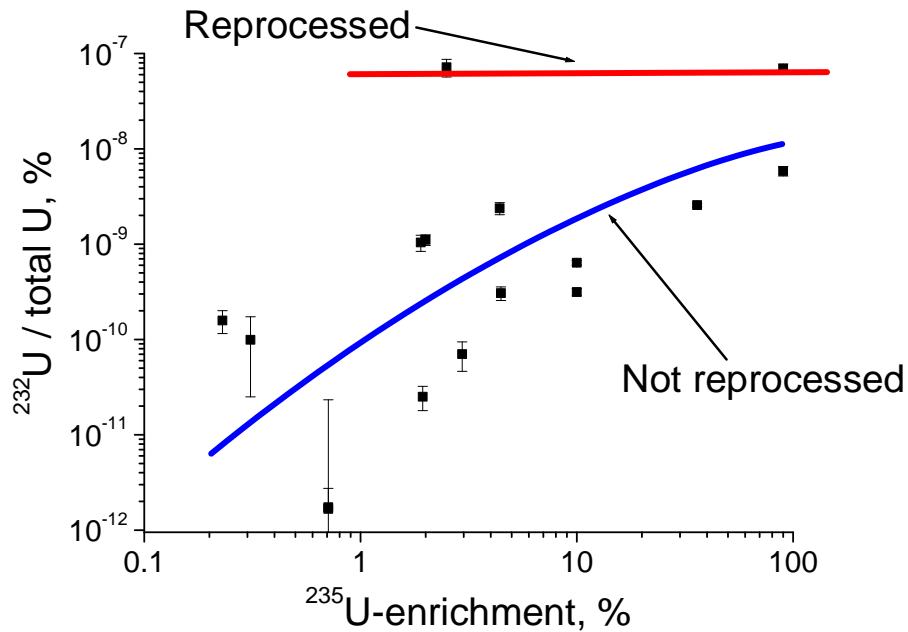 Reprocessed
10⁻⁷
10⁻⁸
10⁻⁹
10⁻¹⁰
10⁻¹¹
10⁻¹²
²³²U / total U, %
Not reprocessed
0.1 1 10 100
²³⁵U-enrichment, %